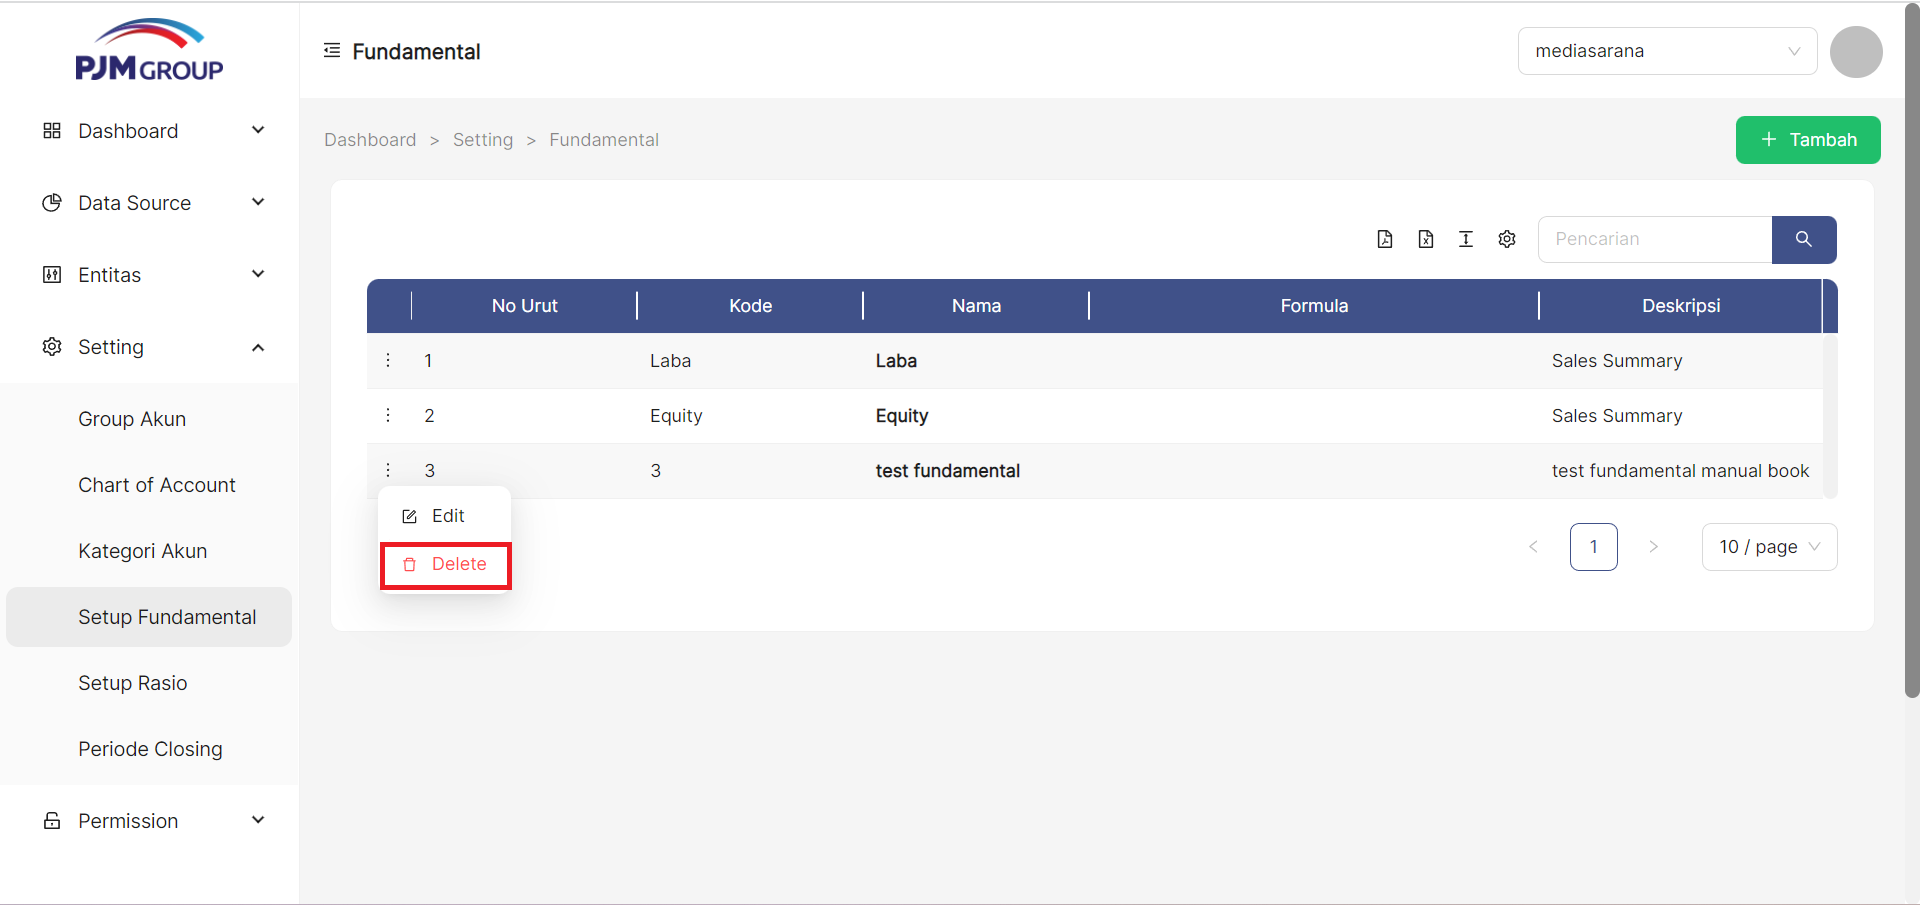 PJM GROUP
Dashboard
Data Source
Entitas
Setting
Group Akun
Chart of Account
Kategori Akun
Setup Fundamental
Setup Rasio
Periode Closing
Permission
Fundamental
mediasarana
Dashboard > Setting > Fundamental
+ Tambah
Pencarian
No Urut Kode Nama Formula Deskripsi
1 Laba Laba Sales Summary
2 Equity Equity Sales Summary
3 3 test fundamental test fundamental manual book
Edit
Delete
< 1 > 10 / page